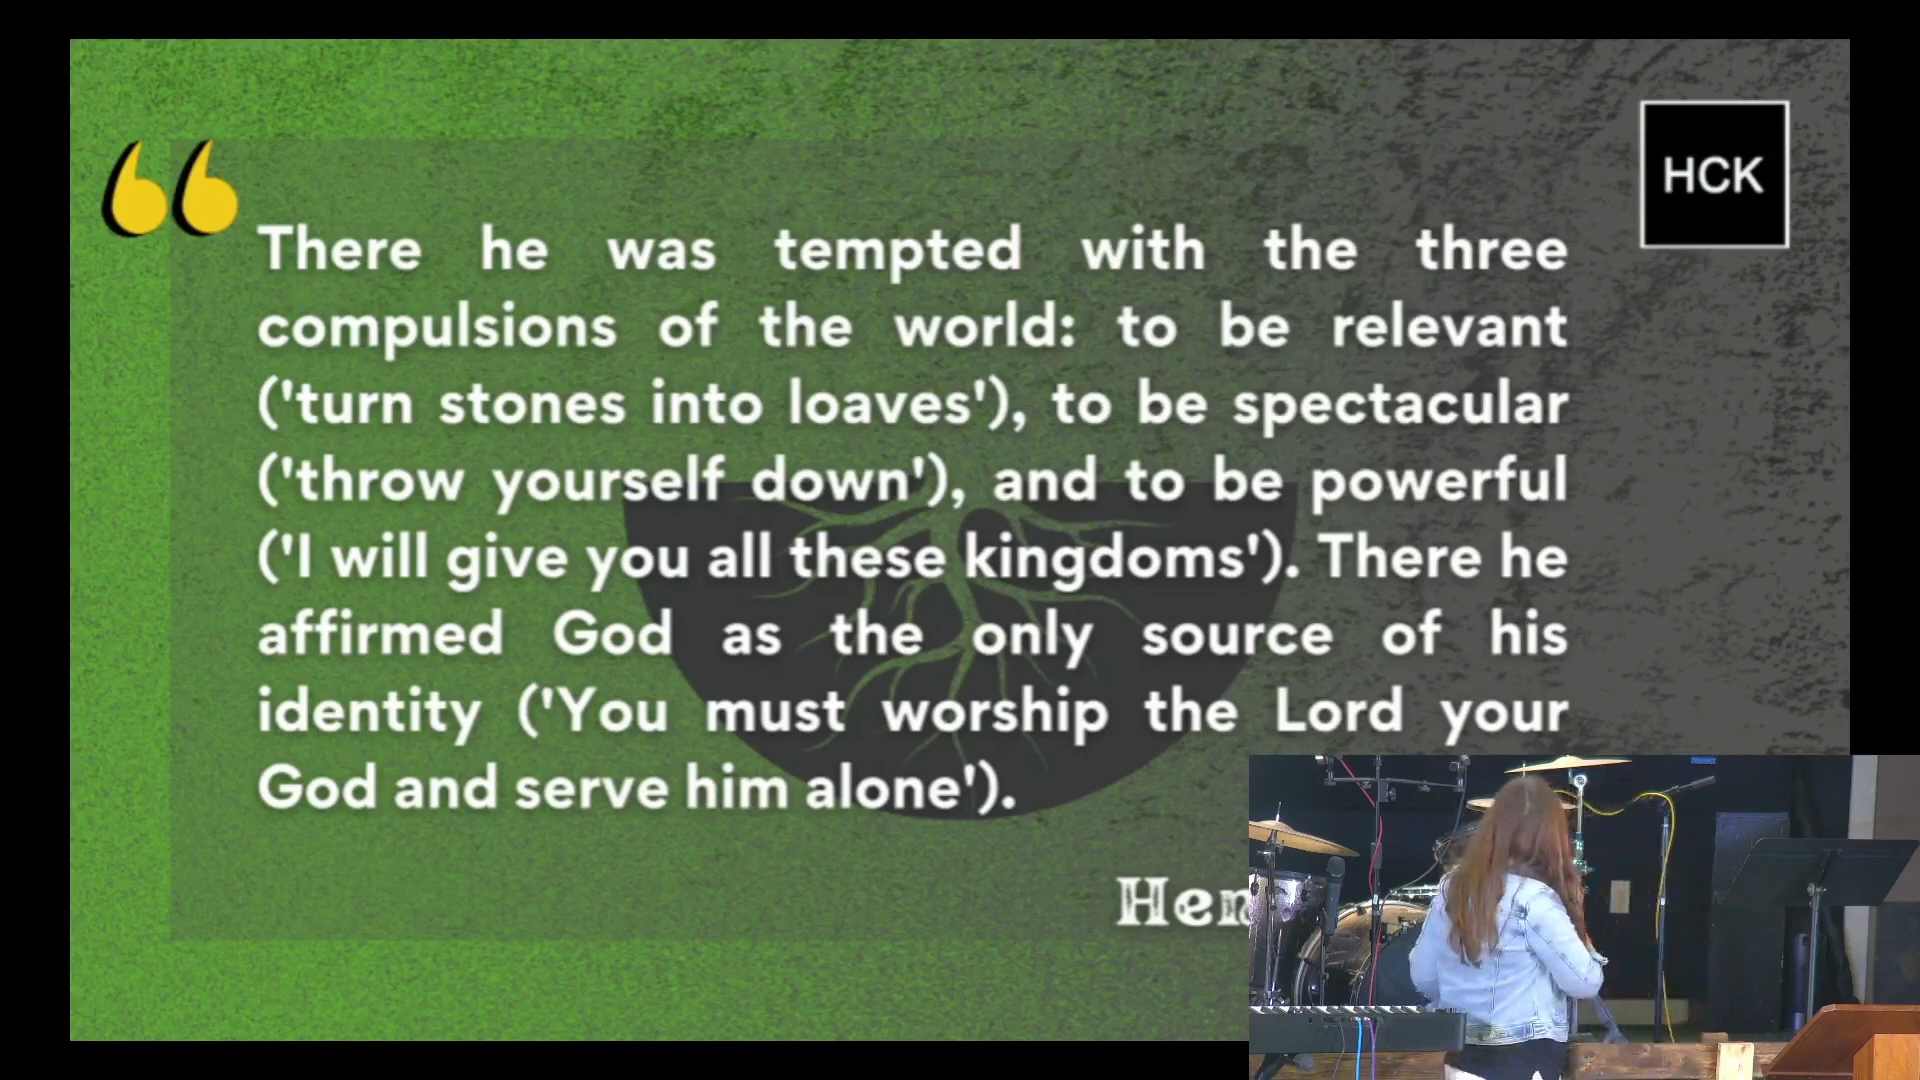 HCK
There he was tempted with the three
compulsions of the world: to be relevant
('turn stones into loaves'), to be spectacular
('throw yourself down'), and to be powerful
('I will give you all these kingdoms'). There he
affirmed God as the only source of his
identity ('You must worship the Lord your
God and serve him alone').